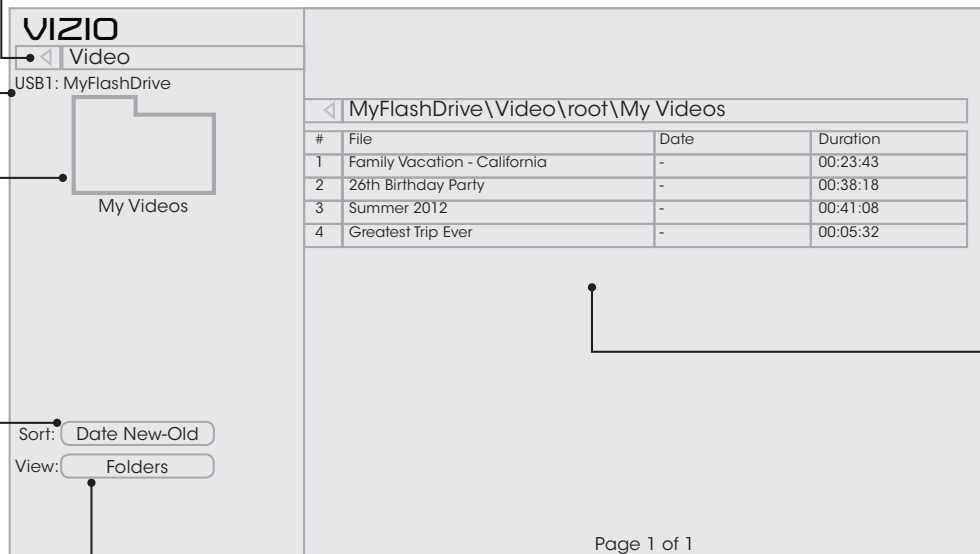 VIZIO
Video
USB1: MyFlashDrive
My Videos
Sort: Date New-Old
View: Folders
MyFlashDrive\Video\root\My Videos
# File Date Duration
1 Family Vacation - California - 00:23:43
2 26th Birthday Party - 00:38:18
3 Summer 2012 - 00:41:08
4 Greatest Trip Ever - 00:05:32
Page 1 of 1